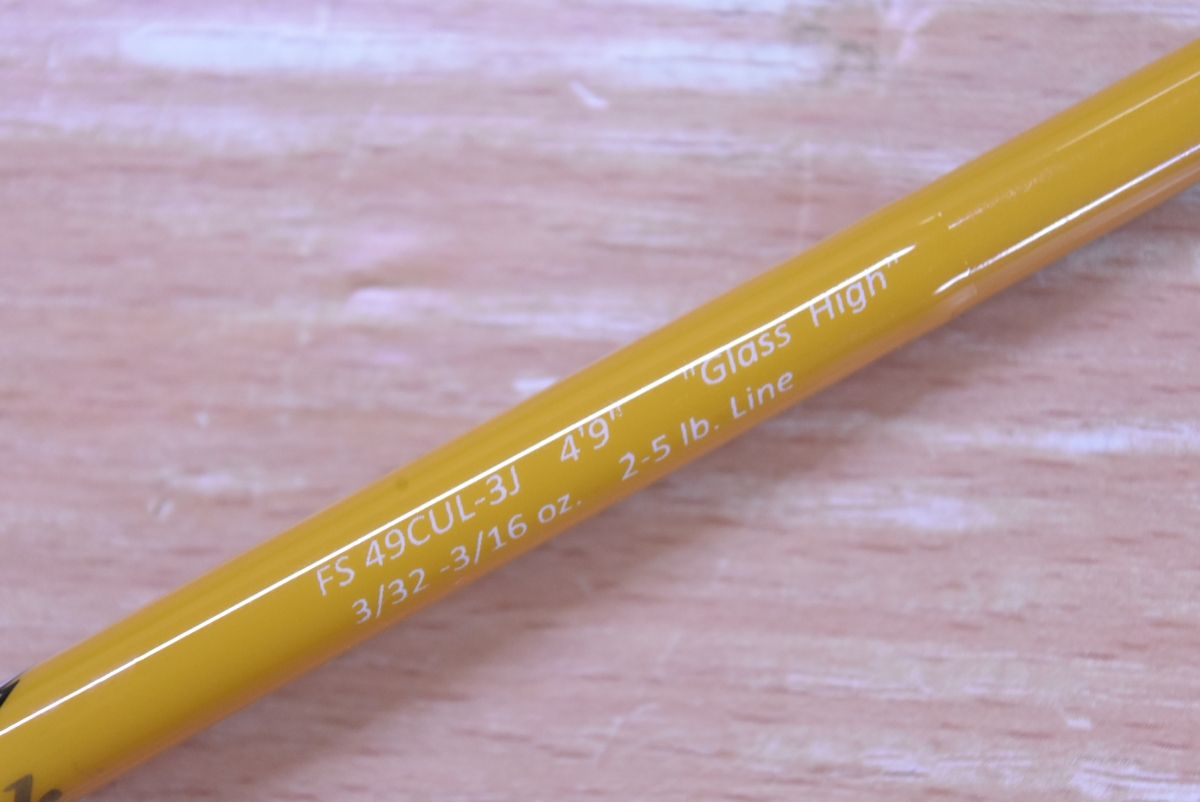 FS 49CUL-3J 4'9" "Glass High"
3/32 -3/16 oz. 2-5 lb. Line